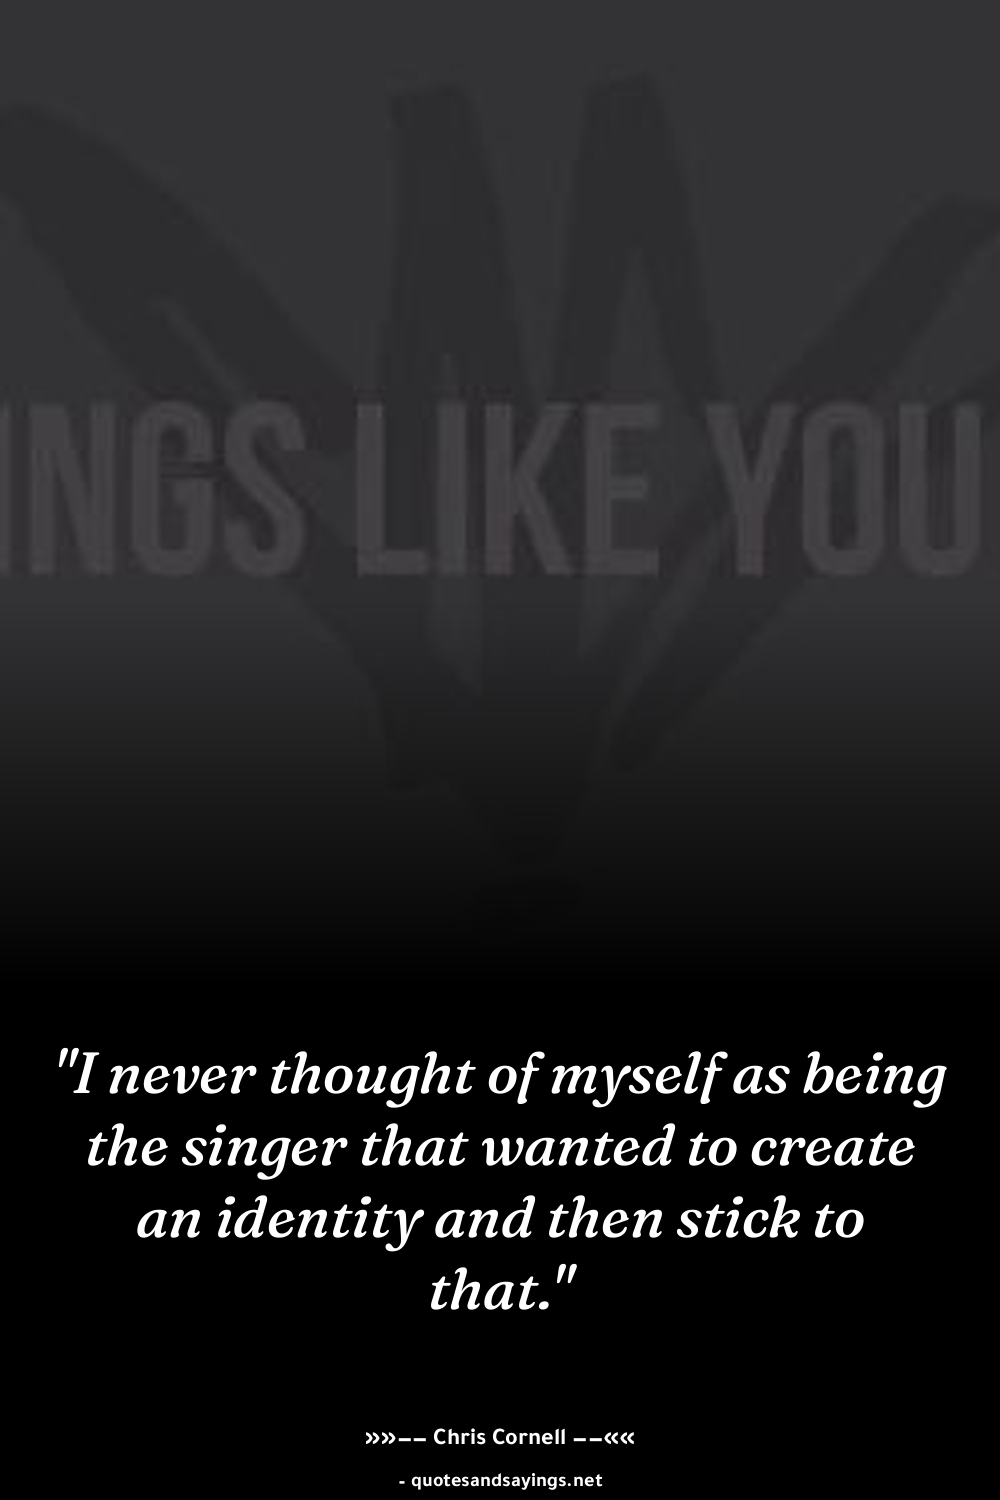 INGS LIKE YOU
"I never thought of myself as being
the singer that wanted to create
an identity and then stick to
that."
»»–– Chris Cornell ––««
- quotesandsayings.net